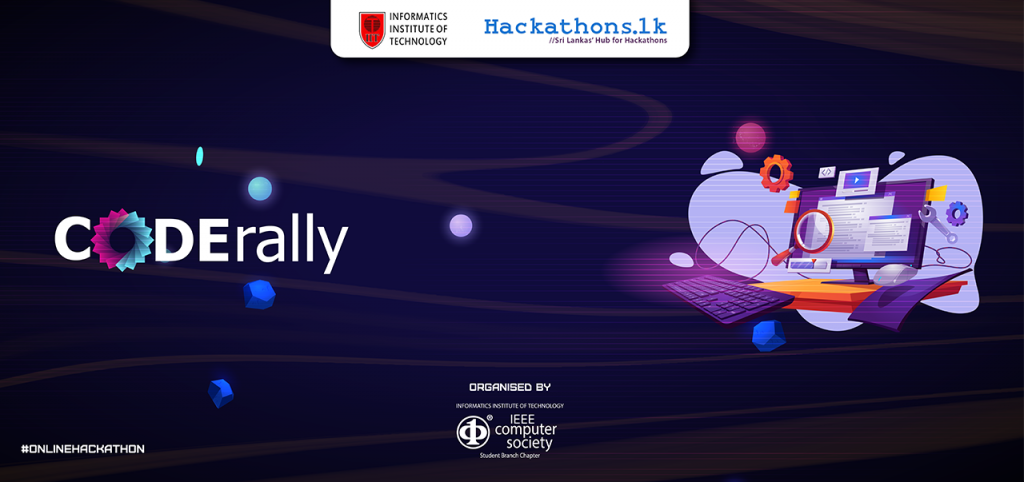 INFORMATICS
INSTITUTE OF
TECHNOLOGY
Hackathons.lk
//Sri Lankas' Hub for Hackathons
CODErally
ORGANISED BY
INFORMATICS INSTITUTE OF TECHNOLOGY
IEEE
computer
society
®
Student Branch Chapter
#ONLINEHACKATHON